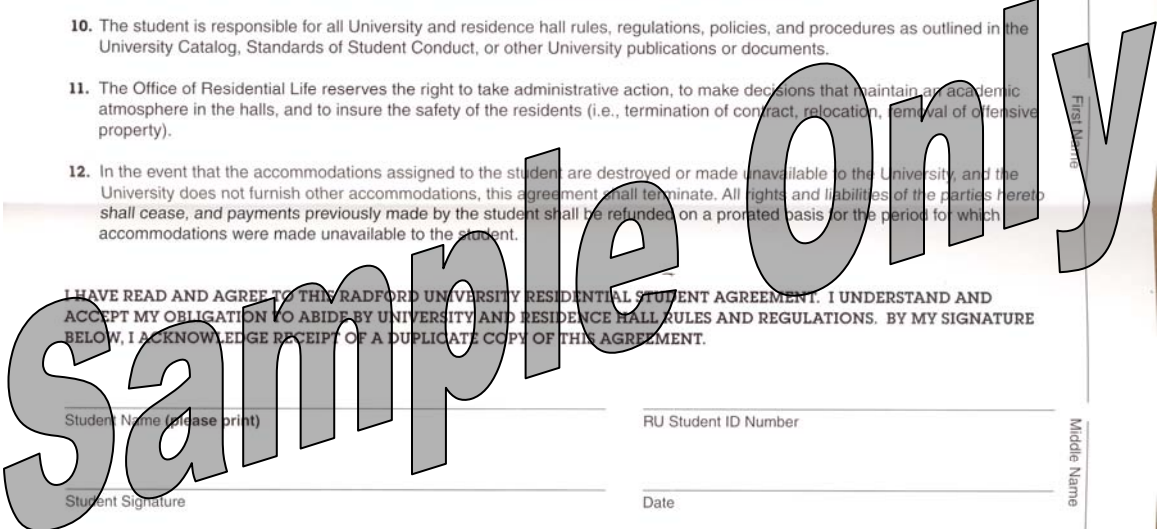 10. The student is responsible for all University and residence hall rules, regulations, policies, and procedures as outlined in the
University Catalog, Standards of Student Conduct, or other University publications or documents.
11. The Office of Residential Life reserves the right to take administrative action, to make decisions that maintain an academic
atmosphere in the halls, and to insure the safety of the residents (i.e., termination of contract, relocation, removal of offensive
property).
12. In the event that the accommodations assigned to the student are destroyed or made unavailable to the University, and the
University does not furnish other accommodations, this agreement shall terminate. All rights and liabilities of the parties hereto
shall cease, and payments previously made by the student shall be refunded on a prorated basis for the period for which
accommodations were made unavailable to the student.
I HAVE READ AND AGREE TO THIS RADFORD UNIVERSITY RESIDENTIAL STUDENT AGREEMENT. I UNDERSTAND AND
ACCEPT MY OBLIGATION TO ABIDE BY UNIVERSITY AND RESIDENCE HALL RULES AND REGULATIONS. BY MY SIGNATURE
BELOW, I ACKNOWLEDGE RECEIPT OF A DUPLICATE COPY OF THIS AGREEMENT.
Student Name (please print)
RU Student ID Number
Student Signature
Date
First Name
Middle Name
Sample Only